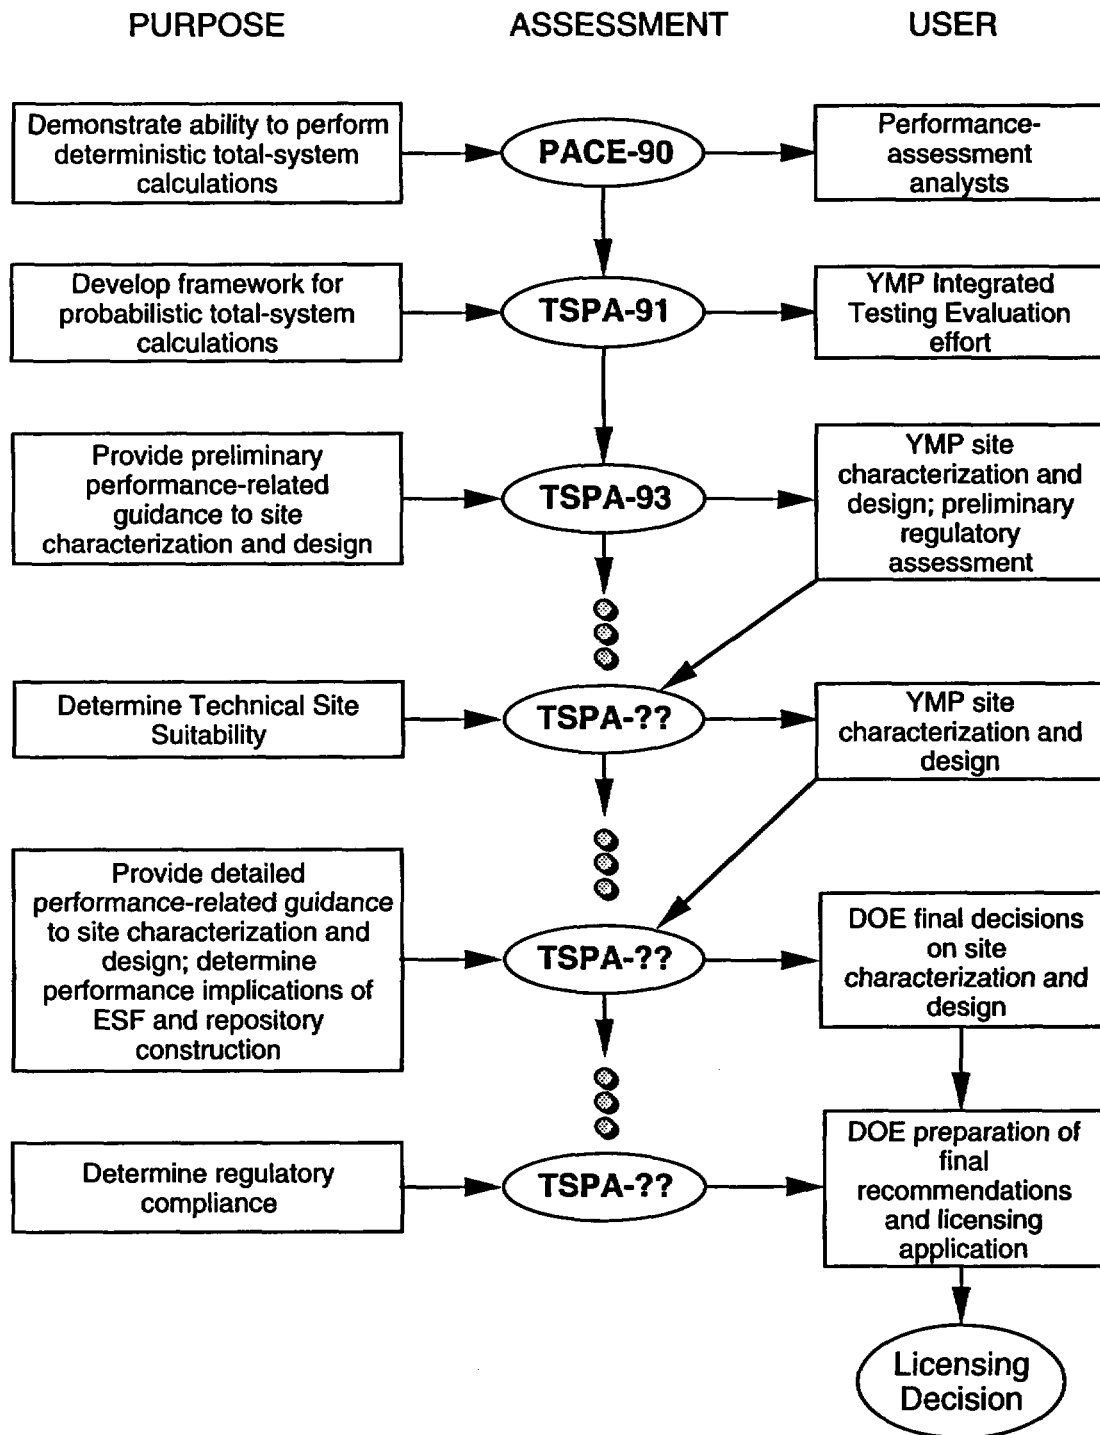 PURPOSE
ASSESSMENT
USER
Demonstrate ability to perform
deterministic total-system
calculations
PACE-90
Performance-
assessment
analysts
Develop framework for
probabilistic total-system
calculations
TSPA-91
YMP Integrated
Testing Evaluation
effort
Provide preliminary
performance-related
guidance to site
characterization and design
TSPA-93
YMP site
characterization and
design; preliminary
regulatory
assessment
Determine Technical Site
Suitability
TSPA-??
YMP site
characterization and
design
Provide detailed
performance-related guidance
to site characterization and
design; determine
performance implications of
ESF and repository
construction
TSPA-??
DOE final decisions
on site
characterization and
design
Determine regulatory
compliance
TSPA-??
DOE preparation of
final
recommendations
and licensing
application
Licensing
Decision